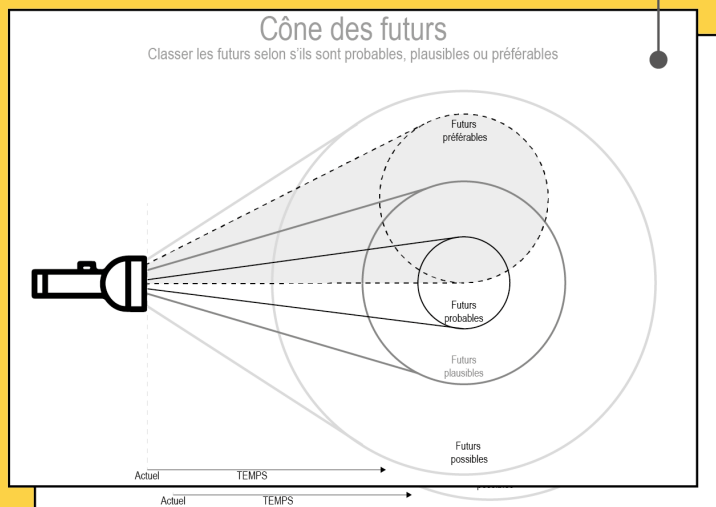 Cône des futurs
Classer les futurs selon s'ils sont probables, plausibles ou préférables
Futurs
préférables
Futurs
probables
Futurs
plausibles
Futurs
possibles
Actuel TEMPS
Actuel TEMPS